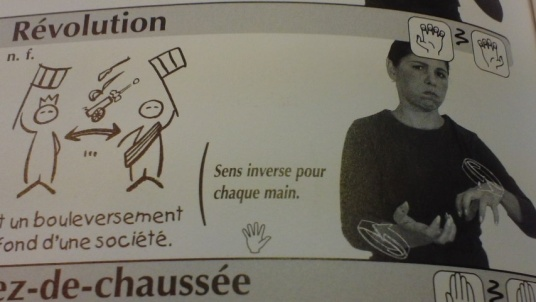 Révolution
n. f.
...
Sens inverse pour
chaque main.
t un bouleversement
fond d'une société.
ez-de-chaussée